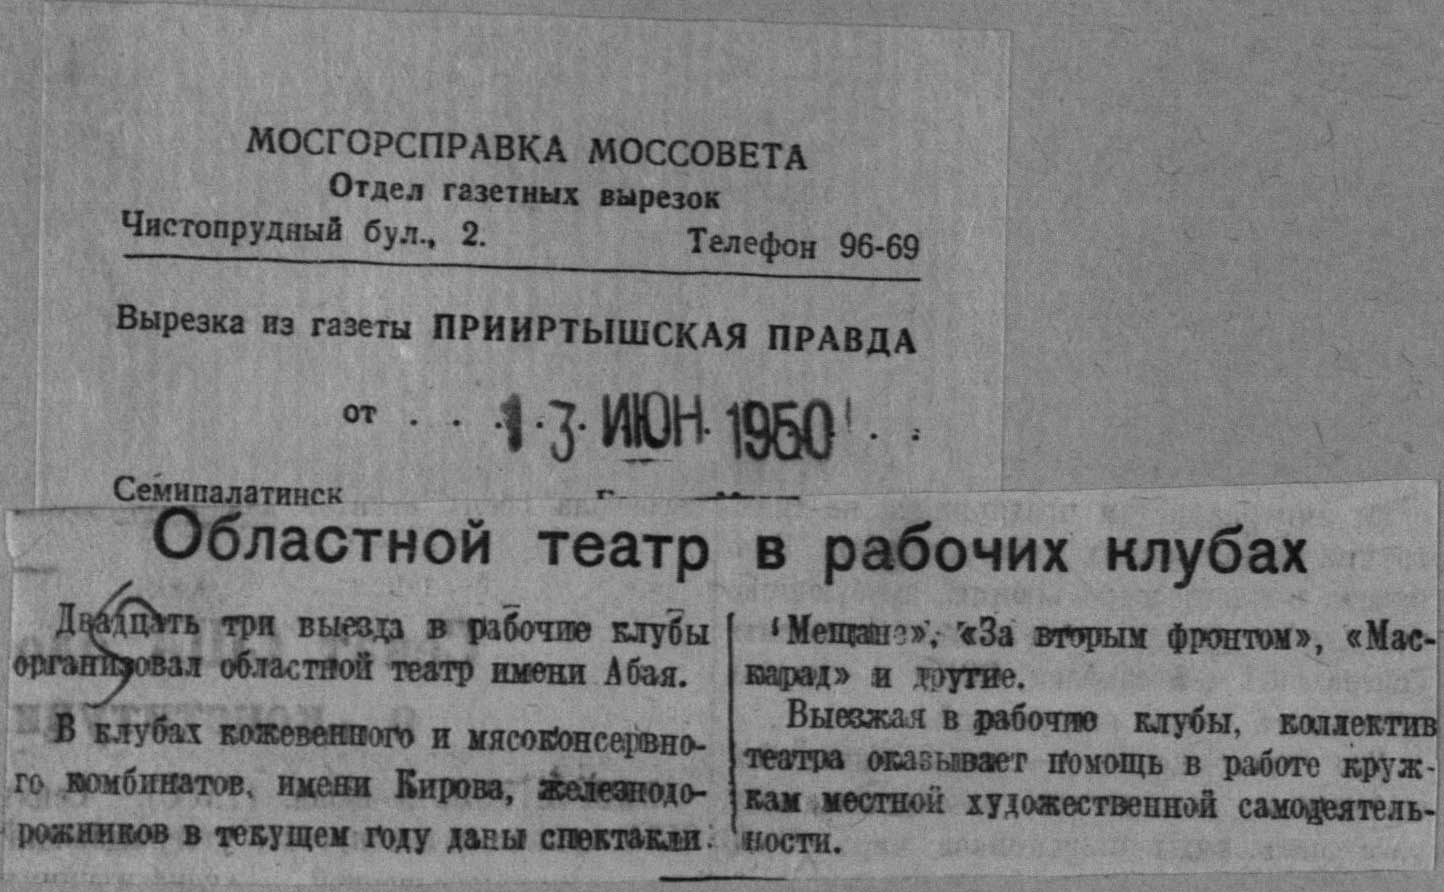 МОСГОРСПРАВКА МОССОВЕТА
Отдел газетных вырезок
Чистопрудный бул., 2. Телефон 96-69
Вырезка из газеты ПРИИРТЫШСКАЯ ПРАВДА
от . . 13 ИЮН. 1950 . .
Семипалатинск
Областной театр в рабочих клубах
Двадцать три выезда в рабочие клубы
организовал областной театр имени Абая.
В клубах кожевенного и мясоконсервно-
го комбинатов, имени Кирова, железнодо-
рожников в текущем году даны спектакли:
«Мещане», «За вторым фронтом», «Мас-
карад» и другие.
Выезжая в рабочие клубы, коллектив
театра оказывает помощь в работе круж-
кам местной художественной самодеятель-
ности.